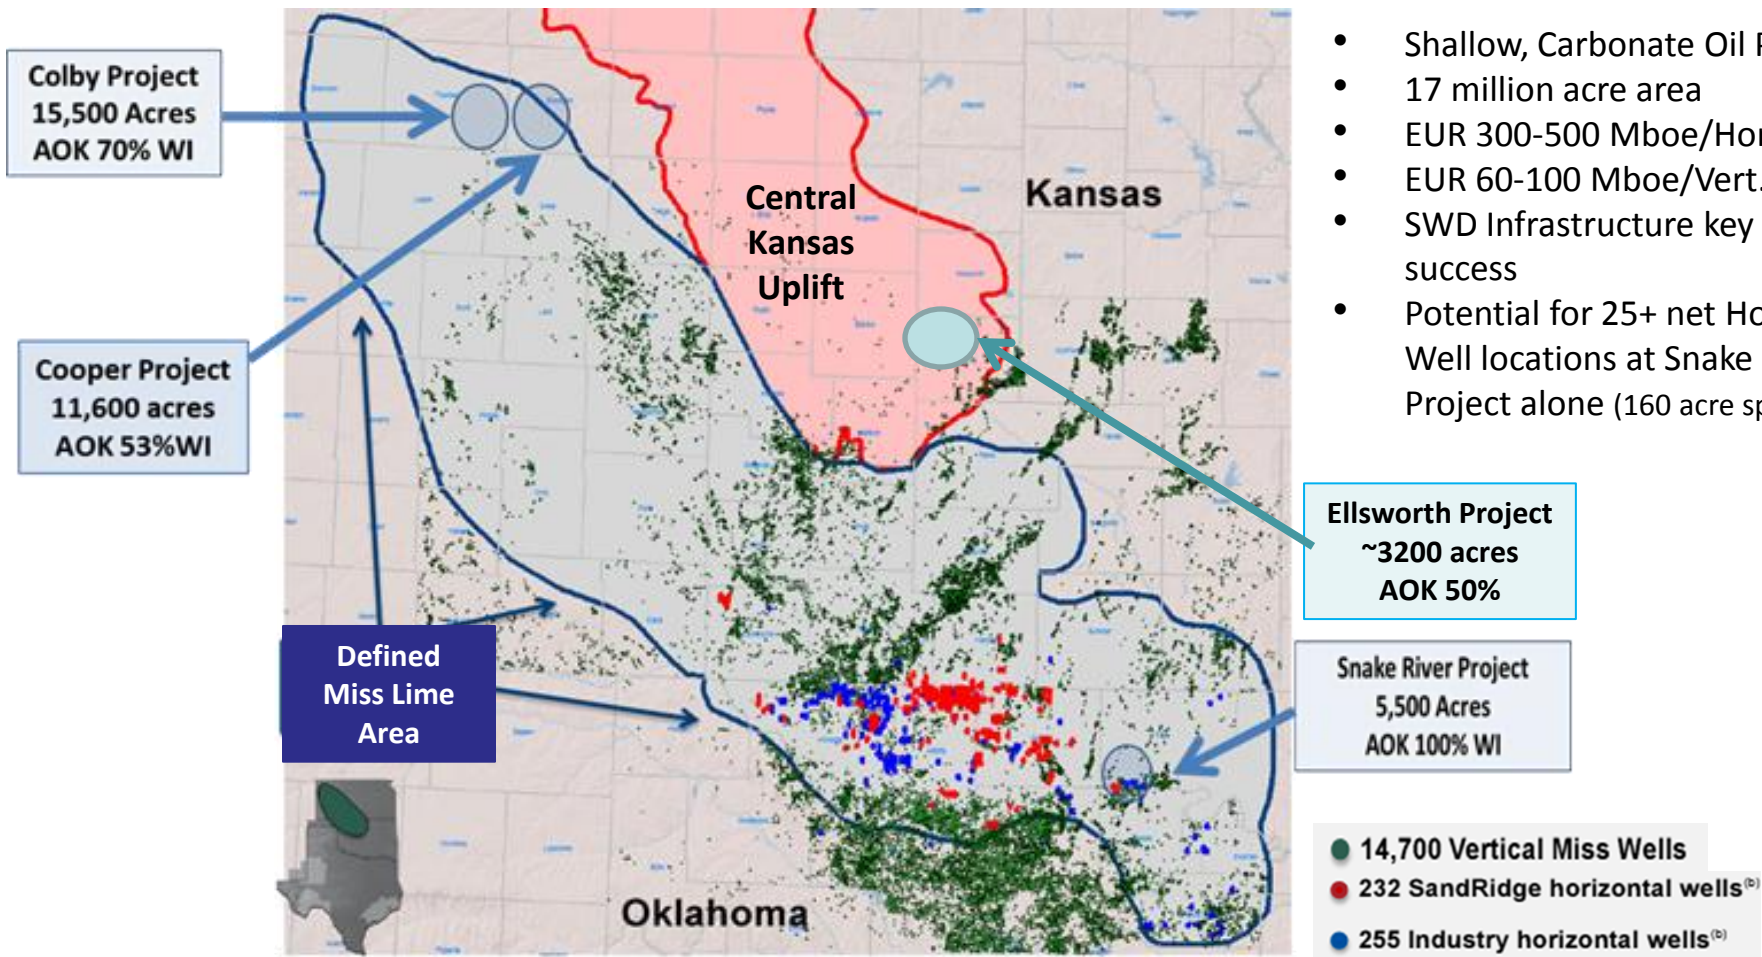 Colby Project
15,500 Acres
AOK 70% WI
Cooper Project
11,600 acres
AOK 53%WI
Central
Kansas
Uplift
Kansas
Defined
Miss Lime
Area
Oklahoma
• Shallow, Carbonate Oil
• 17 million acre area
• EUR 300-500 Mboe/Hor
• EUR 60-100 Mboe/Vert.
• SWD Infrastructure key
success
• Potential for 25+ net Ho
Well locations at Snake
Project alone (160 acre sp
Ellsworth Project
~3200 acres
AOK 50%
Snake River Project
5,500 Acres
AOK 100% WI
14,700 Vertical Miss Wells
232 SandRidge horizontal wells(b)
255 Industry horizontal wells(b)